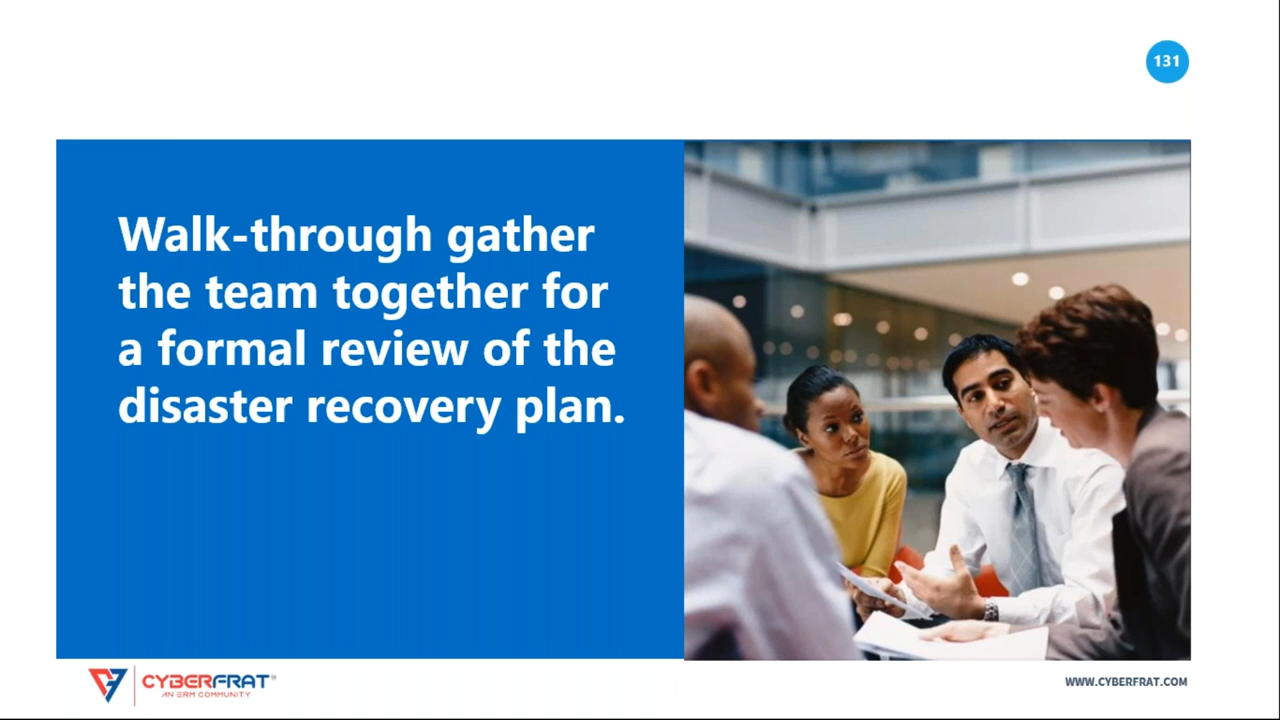 131
Walk-through gather
the team together for
a formal review of the
disaster recovery plan.
CYBERFRAT®
AN ERM COMMUNITY
WWW.CYBERFRAT.COM